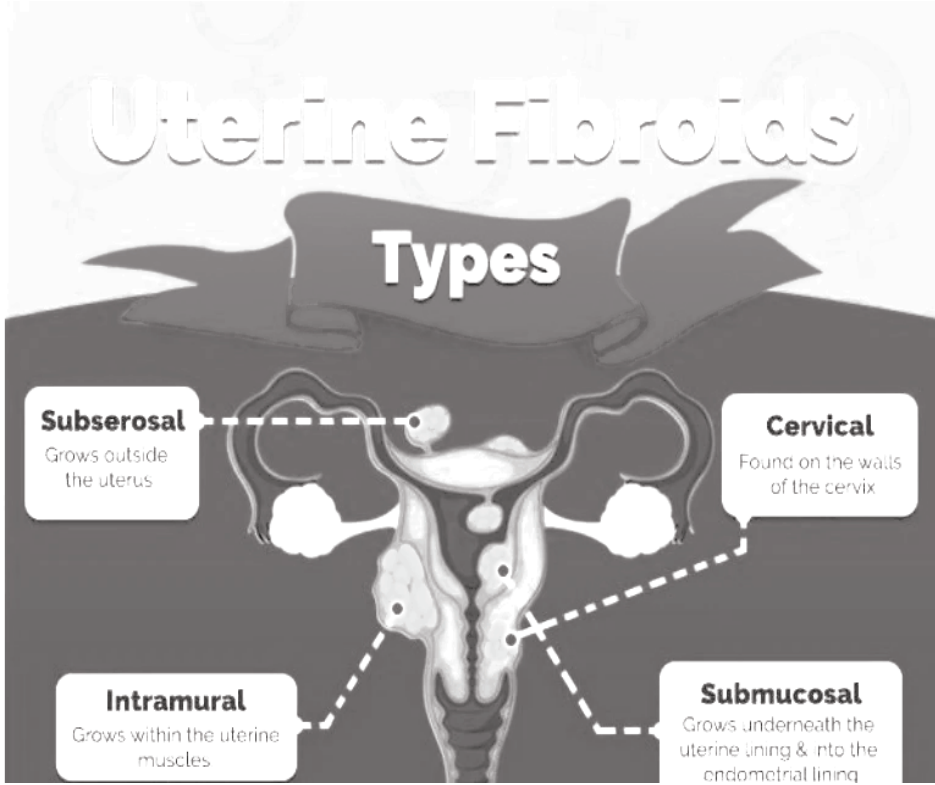 Uterine Fibroids
Types
Subserosal
Grows outside
the uterus
Cervical
Found on the walls
of the cervix
Intramural
Grows within the uterine
muscles
Submucosal
Grows underneath the
uterine lining & into the
endometrial lining